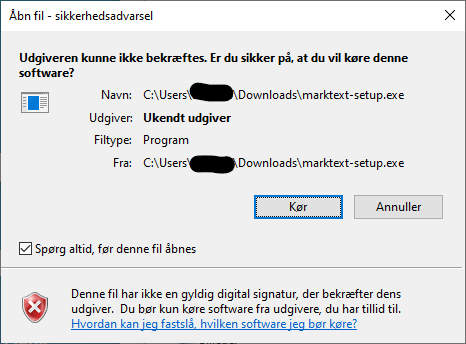 Åbn fil - sikkerhedsadvarsel
Udgiveren kunne ikke bekræftes. Er du sikker på, at du vil køre denne
software?
Navn: C:\Users\ \Downloads\marktext-setup.exe
Udgiver: Ukendt udgiver
Filtype: Program
Fra: C:\Users\ \Downloads\marktext-setup.exe
Kør Annuller
Spørg altid, før denne fil åbnes
Denne fil har ikke en gyldig digital signatur, der bekræfter dens
udgiver. Du bør kun køre software fra udgivere, du har tillid til.
Hvordan kan jeg fastslå, hvilken software jeg bør køre?